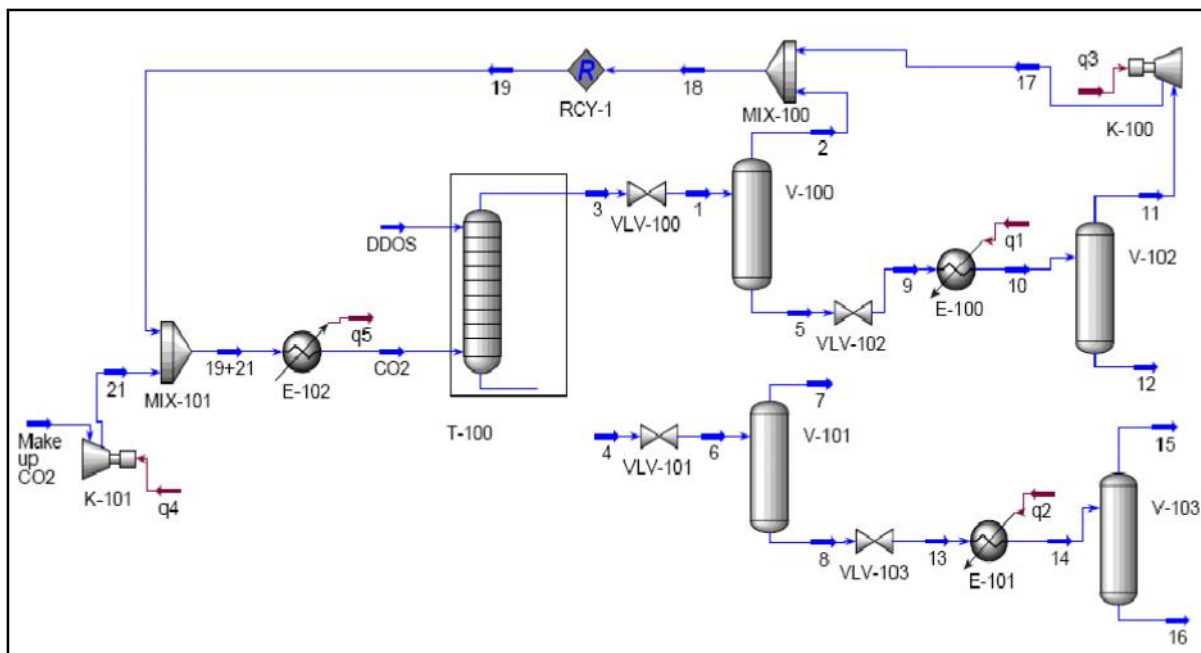 R
19
RCY-1
18
MIX-100
17
q3
K-100
2
V-100
3
VLV-100
1
DDOS
11
q1
V-102
9
E-100
10
5
VLV-102
12
q5
19+21
E-102
CO2
21
MIX-101
T-100
Make
up
CO2
K-101
q4
7
V-101
4
VLV-101
6
15
V-103
q2
8
VLV-103
13
E-101
14
16